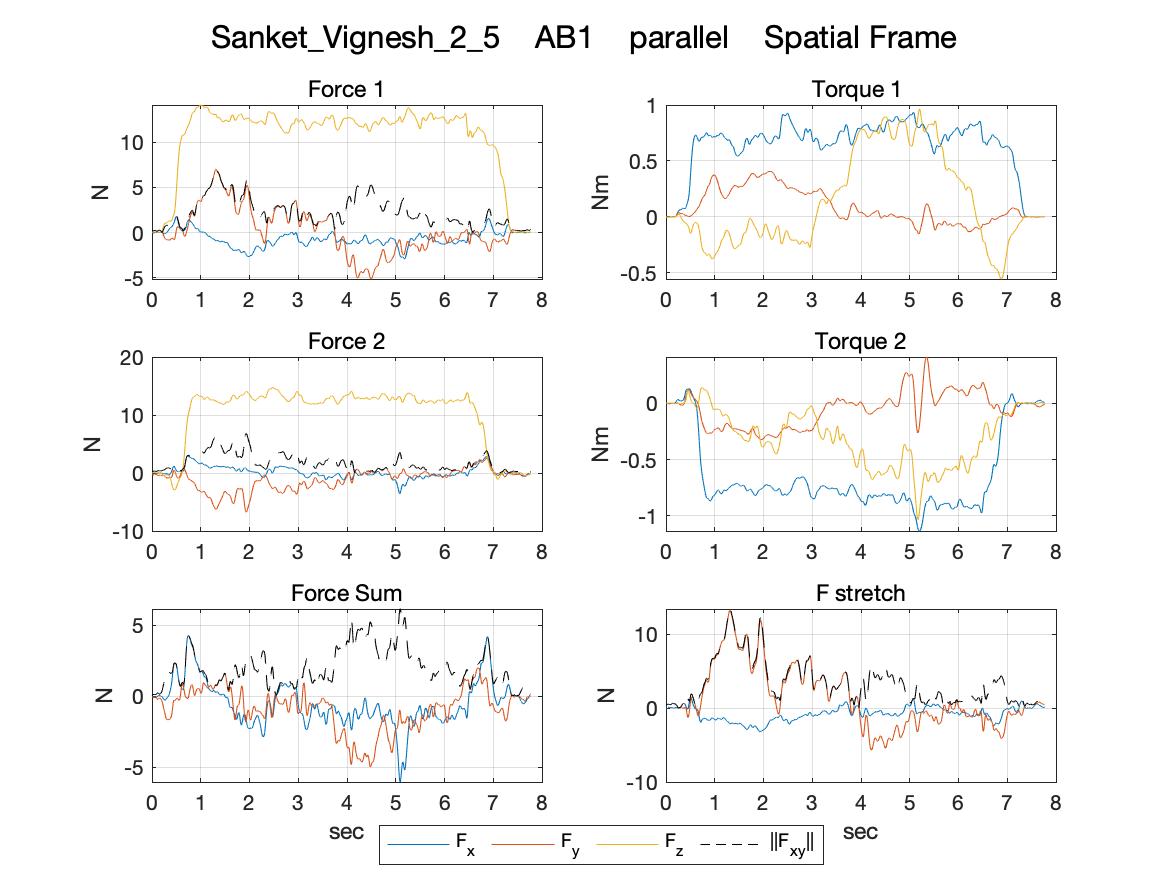 Sanket_Vignesh_2_5 AB1 parallel Spatial Frame
Force 1
N
10
5
0
-5
0 1 2 3 4 5 6 7 8
Torque 1
Nm
1
0.5
0
-0.5
0 1 2 3 4 5 6 7 8
Force 2
N
20
10
0
-10
0 1 2 3 4 5 6 7 8
Torque 2
Nm
0
-0.5
-1
0 1 2 3 4 5 6 7 8
Force Sum
N
5
0
-5
0 1 2 3 4 5 6 7 8
sec
F stretch
N
10
0
-10
0 1 2 3 4 5 6 7 8
sec
Fx Fy Fz ||Fxy||